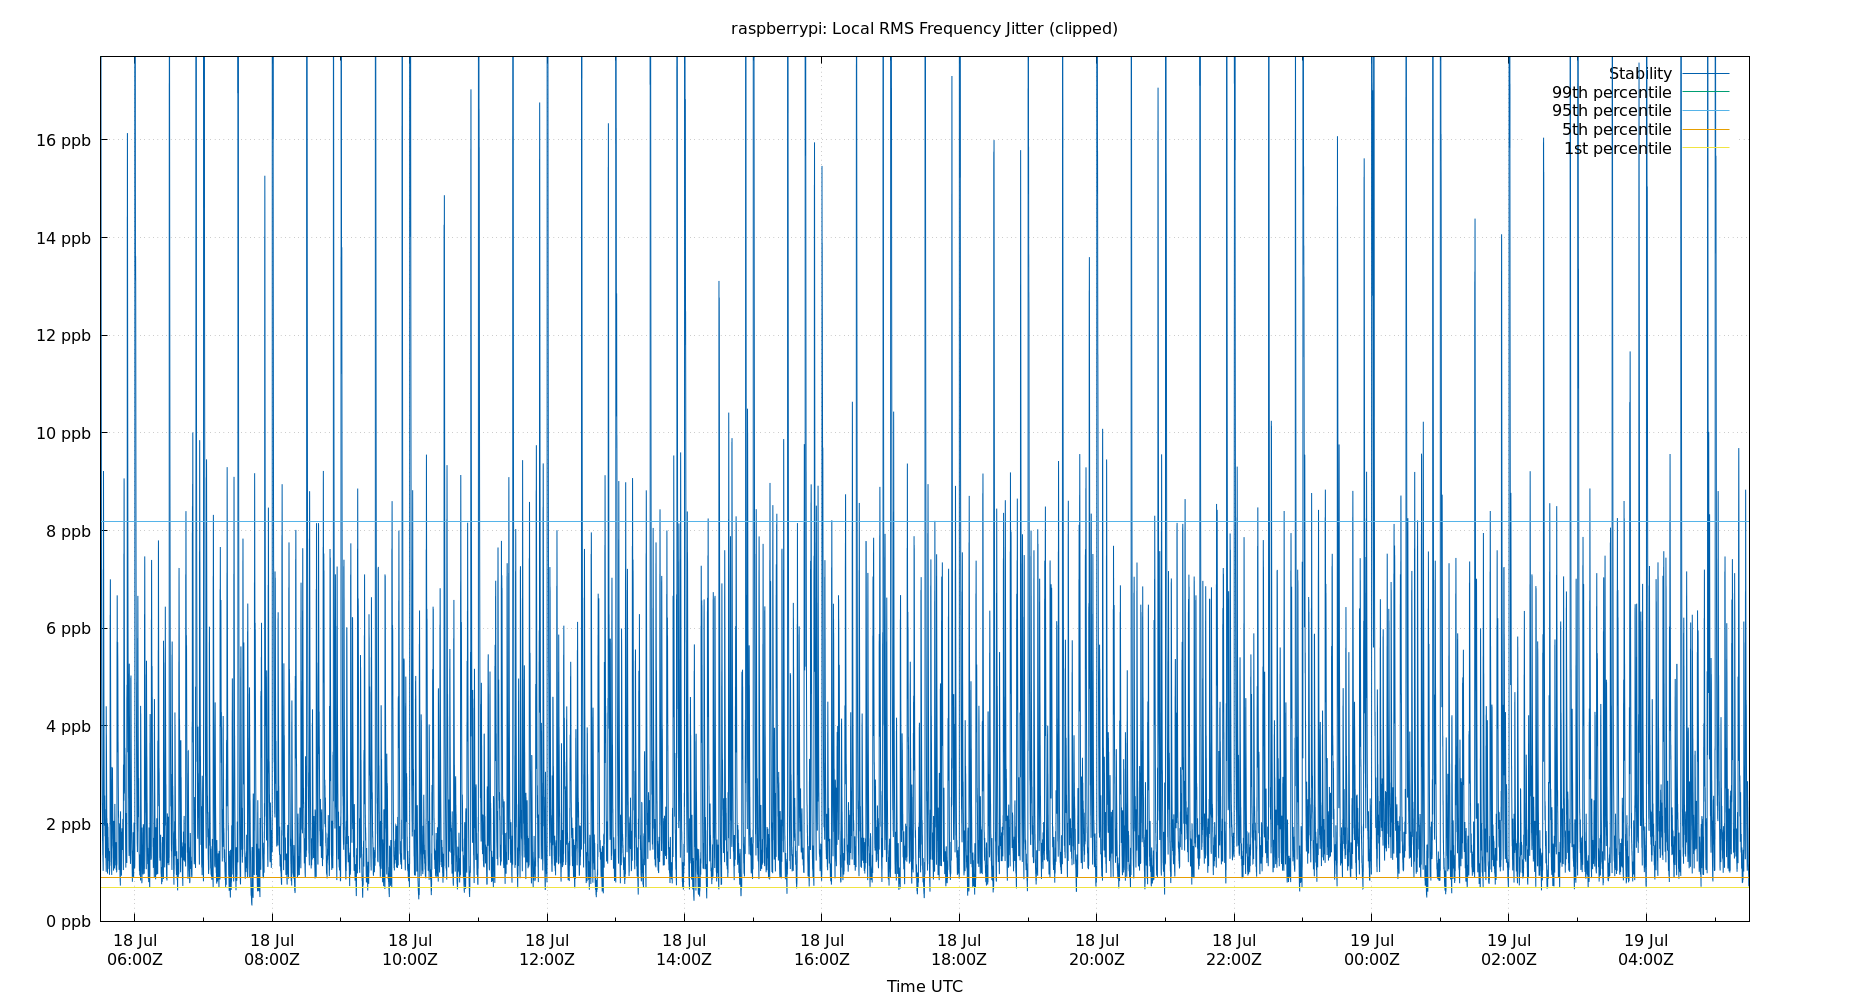 raspberrypi: Local RMS Frequency Jitter (clipped)
Stability
99th percentile
95th percentile
5th percentile
1st percentile
16 ppb
14 ppb
12 ppb
10 ppb
8 ppb
6 ppb
4 ppb
2 ppb
0 ppb
18 Jul 18 Jul 18 Jul 18 Jul 18 Jul 18 Jul 18 Jul 18 Jul 18 Jul 19 Jul 19 Jul 19 Jul
06:00Z 08:00Z 10:00Z 12:00Z 14:00Z 16:00Z 18:00Z 20:00Z 22:00Z 00:00Z 02:00Z 04:00Z
Time UTC